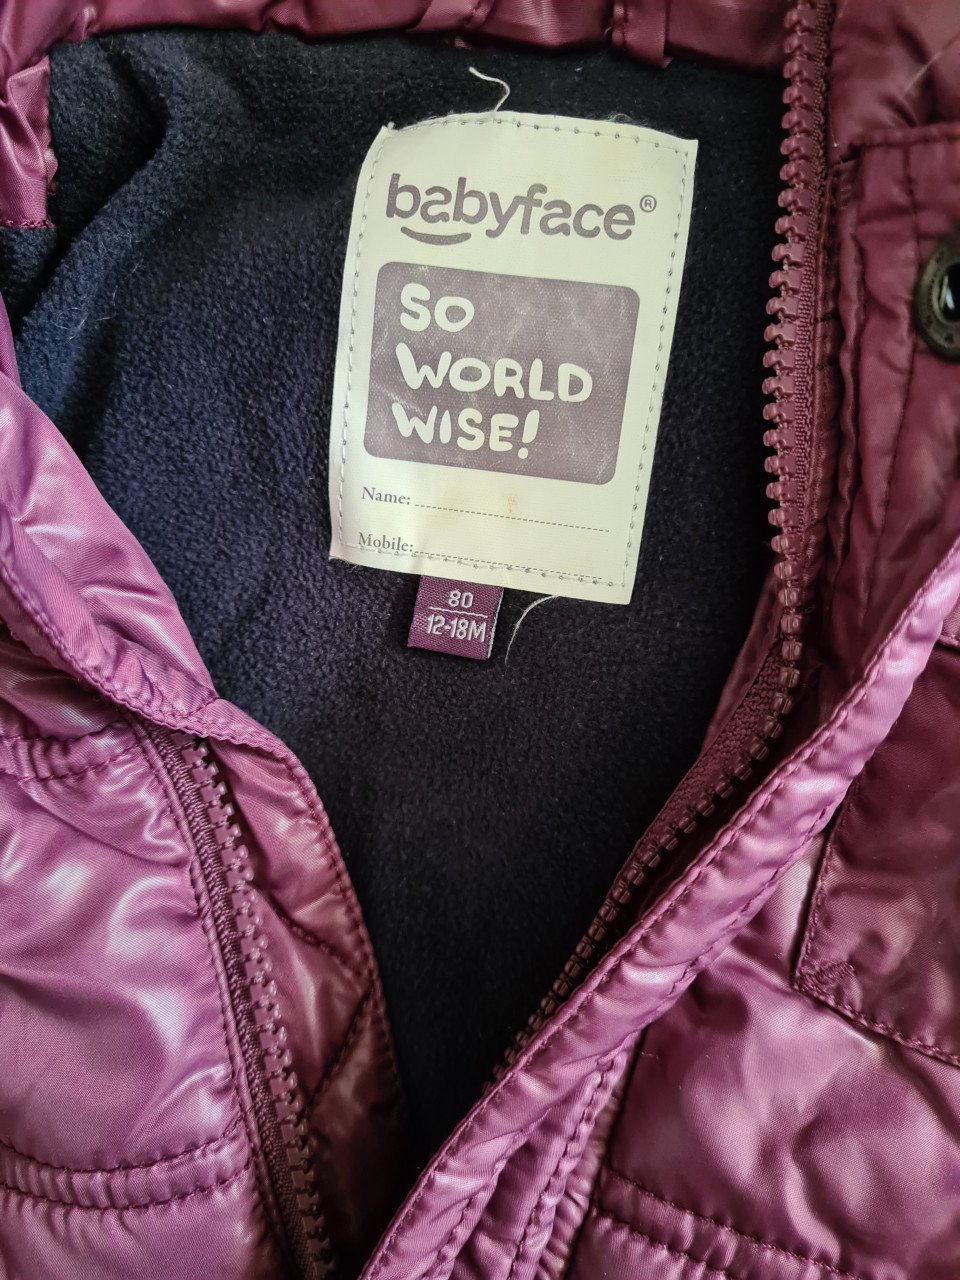 babyface®
SO
WORLD
WISE!
Name:
Mobile:
80
12-18M